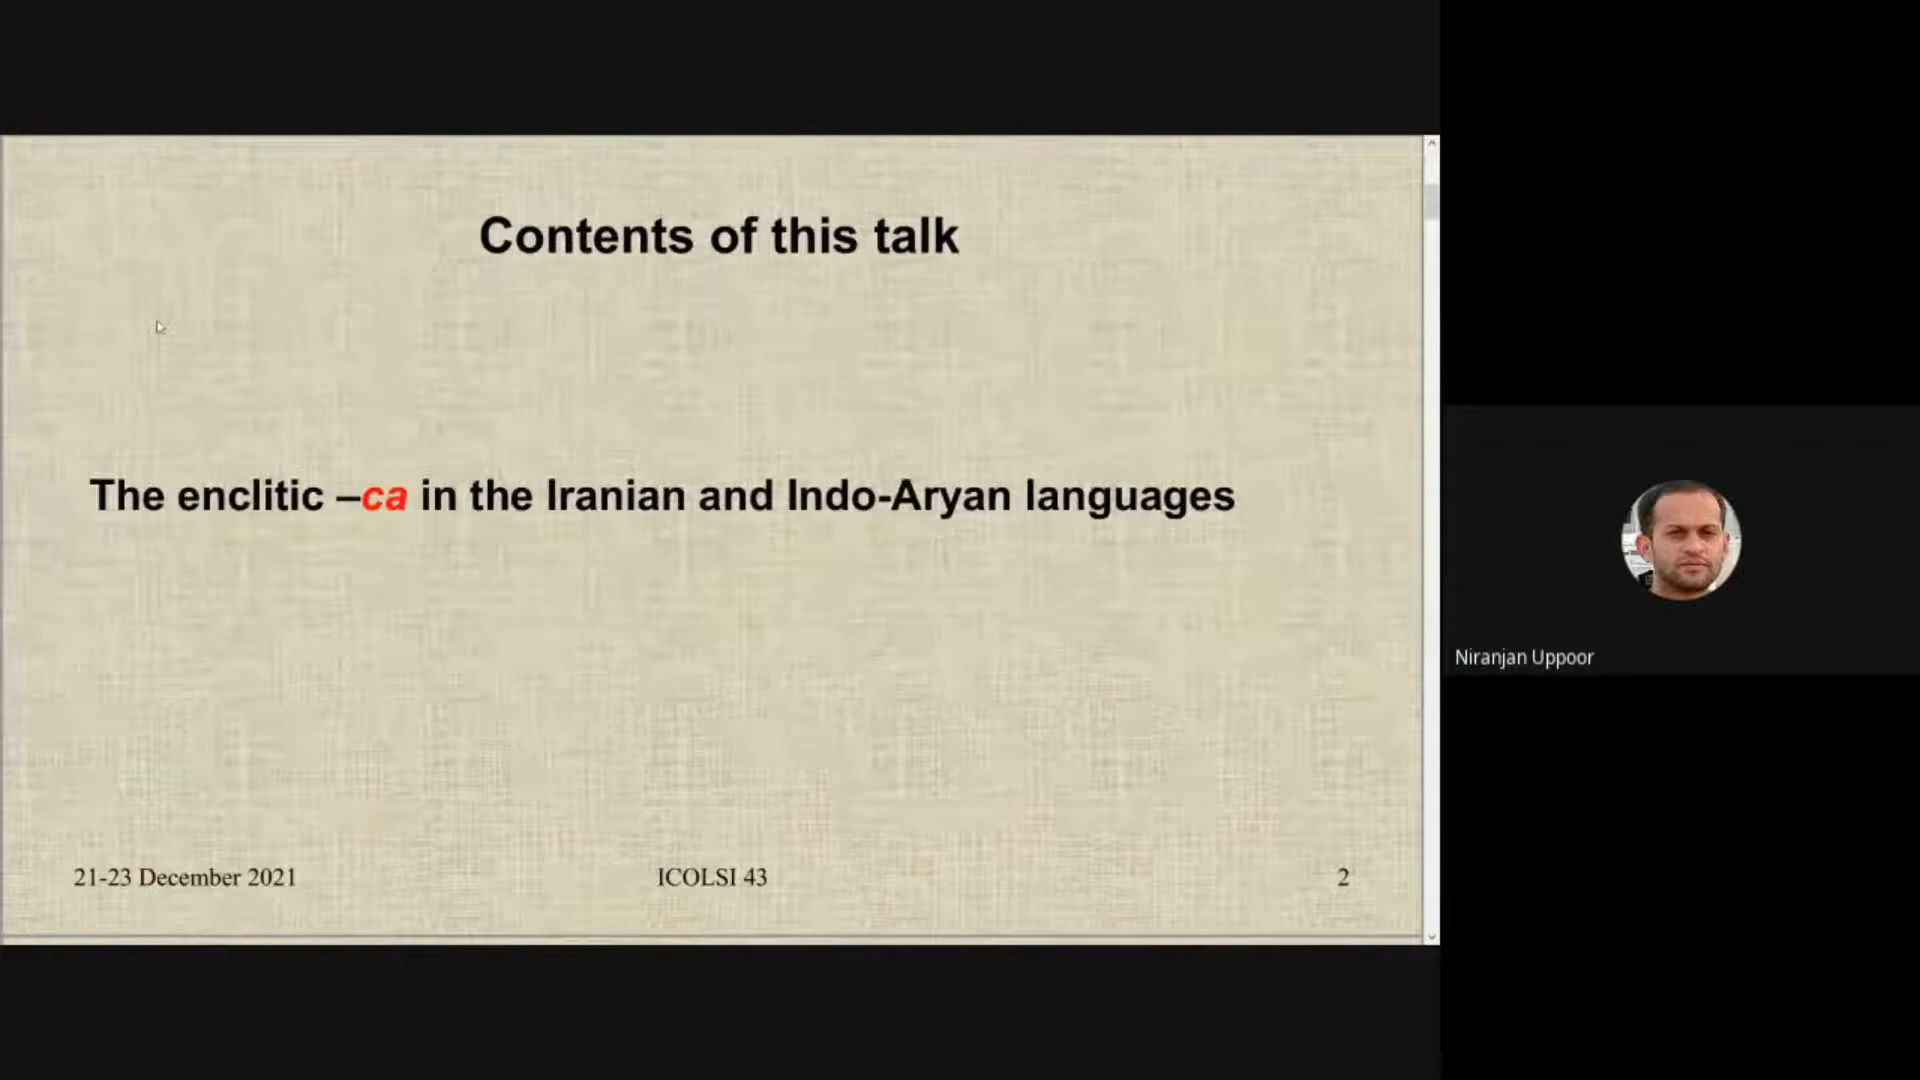 Contents of this talk
The enclitic –ca in the Iranian and Indo-Aryan languages
21-23 December 2021
ICOLSI 43
2
Niranjan Uppoor